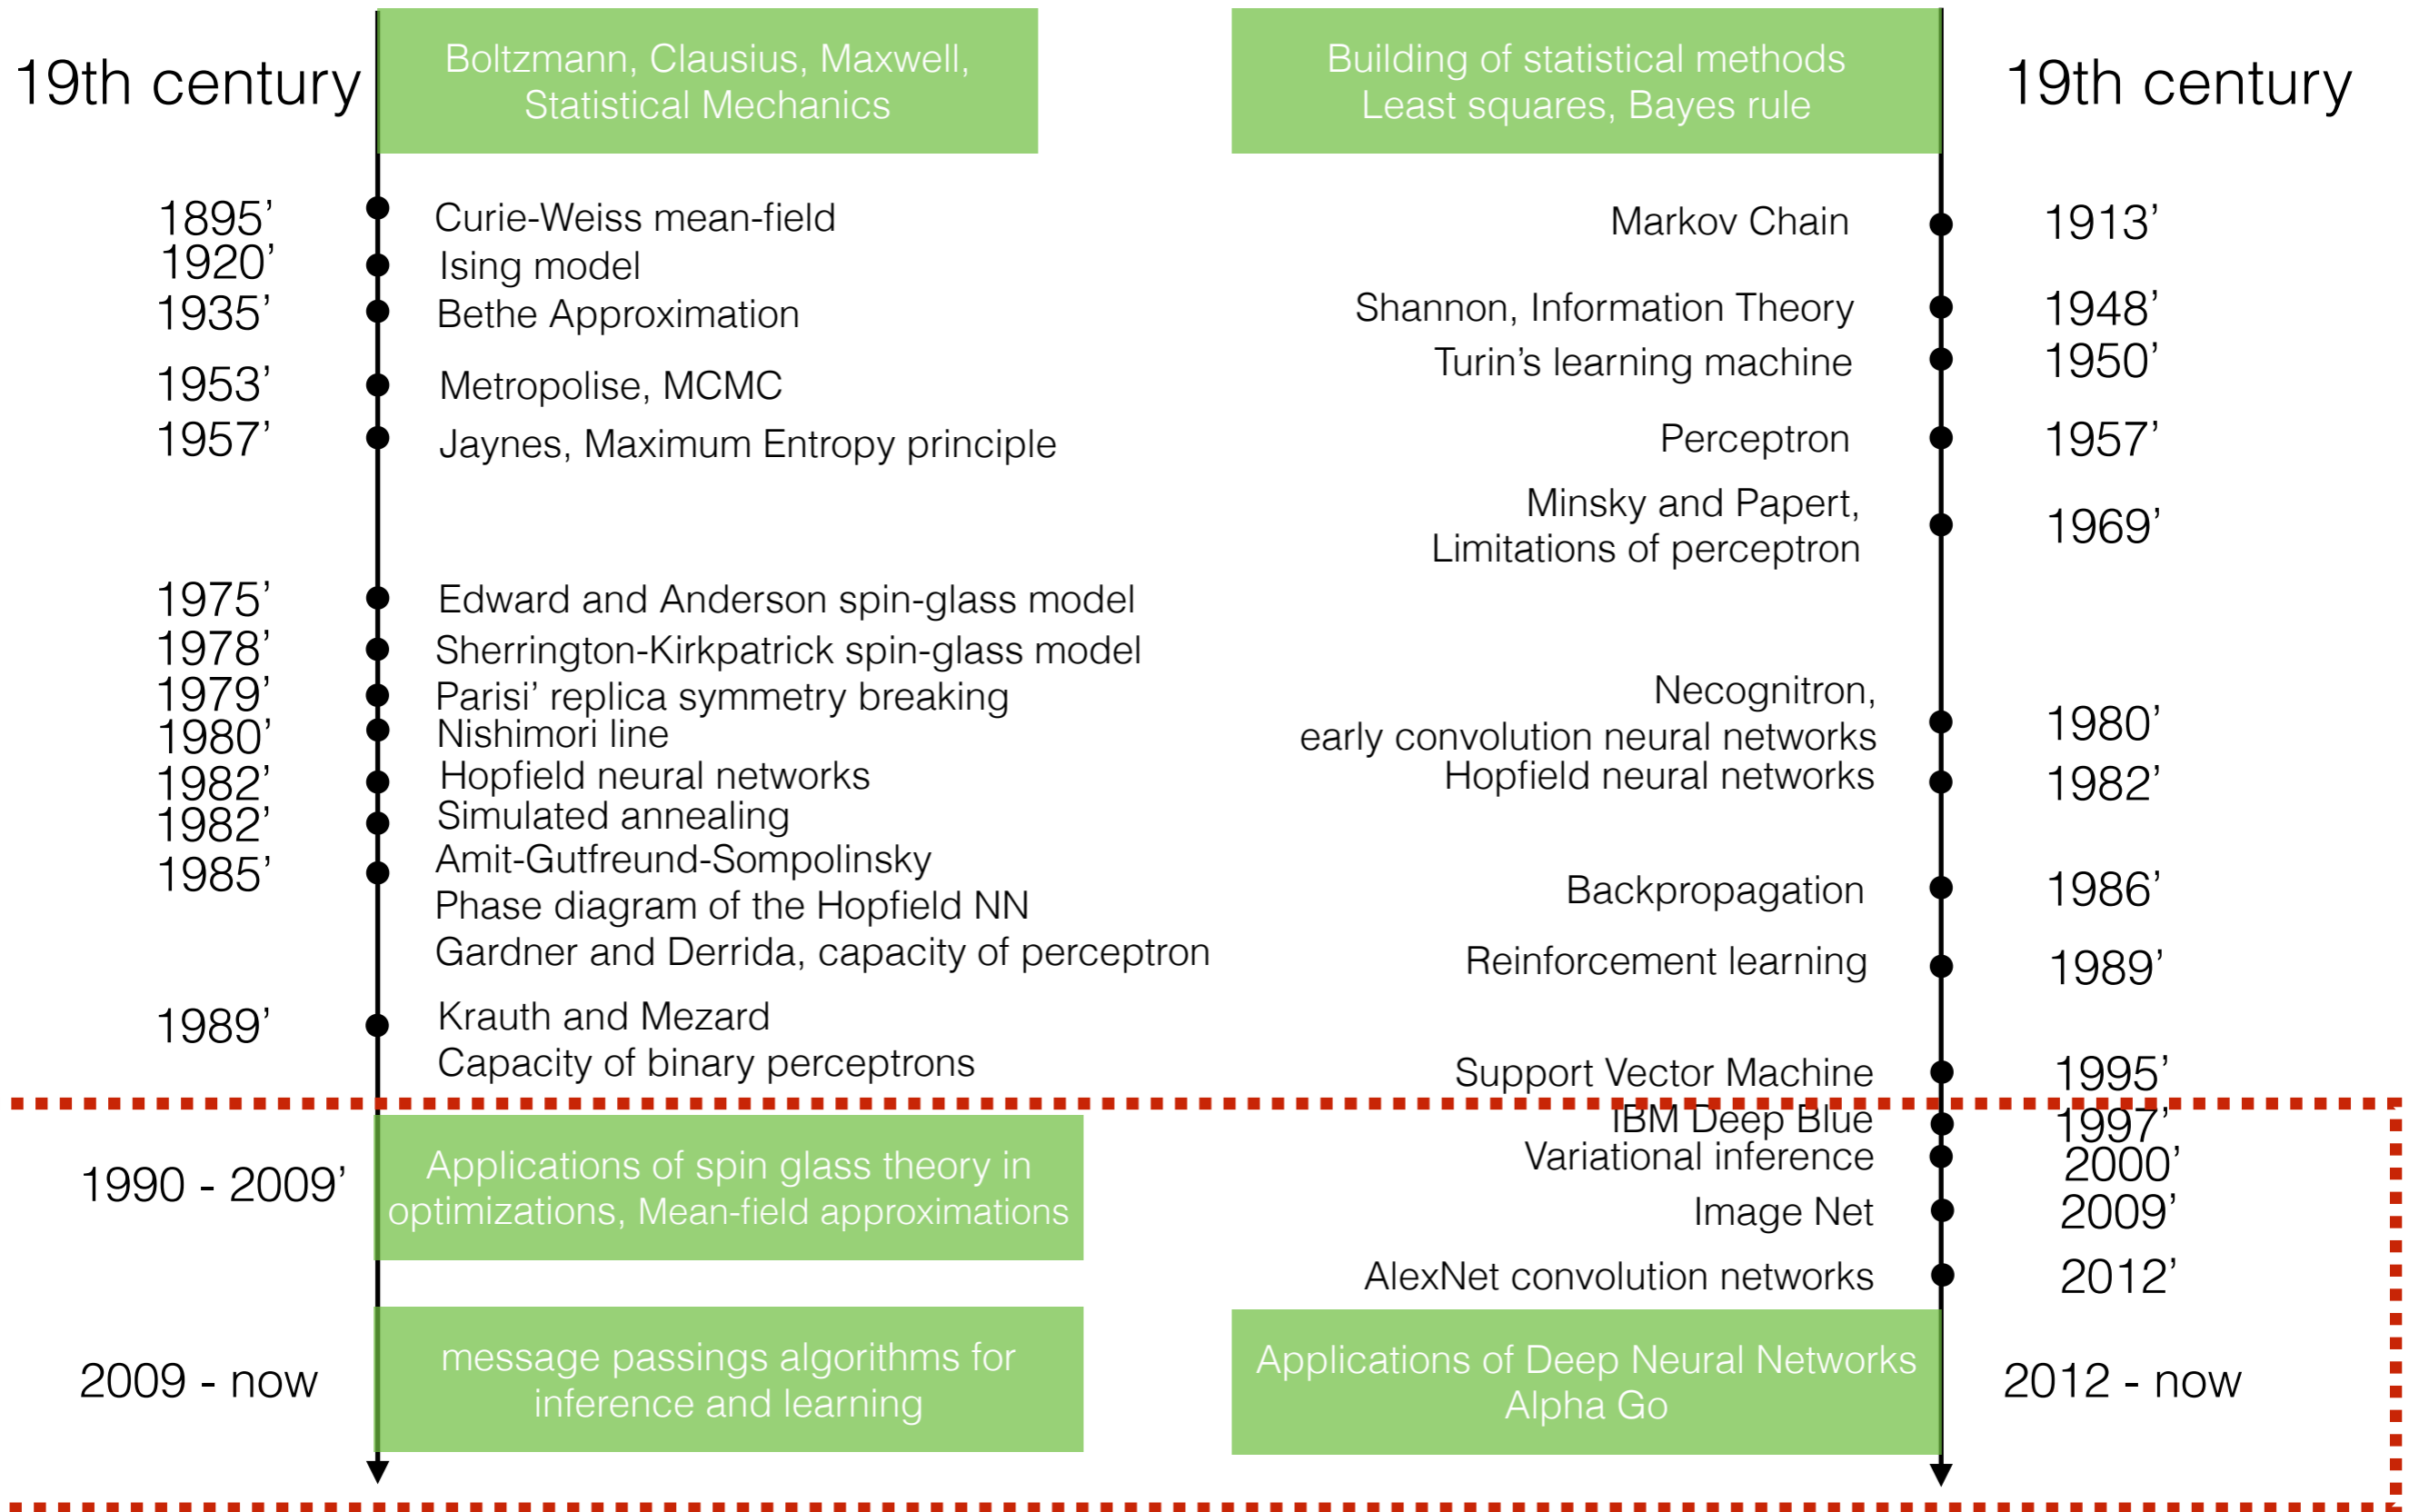 19th century
Boltzmann, Clausius, Maxwell,
Statistical Mechanics
1895’
Curie-Weiss mean-field
1920’
Ising model
1935’
Bethe Approximation
1953’
Metropolise, MCMC
1957’
Jaynes, Maximum Entropy principle
1975’
Edward and Anderson spin-glass model
1978’
Sherrington-Kirkpatrick spin-glass model
1979’
Parisi’ replica symmetry breaking
1980’
Nishimori line
1982’
Hopfield neural networks
1982’
Simulated annealing
1985’
Amit-Gutfreund-Sompolinsky
Phase diagram of the Hopfield NN
Gardner and Derrida, capacity of perceptron
1989’
Krauth and Mezard
Capacity of binary perceptrons
1990 - 2009’
Applications of spin glass theory in
optimizations, Mean-field approximations
2009 - now
message passings algorithms for
inference and learning
Building of statistical methods
Least squares, Bayes rule
19th century
Markov Chain
1913’
Shannon, Information Theory
1948’
Turin’s learning machine
1950’
Perceptron
1957’
Minsky and Papert,
Limitations of perceptron
1969’
Necognitron,
early convolution neural networks
1980’
Hopfield neural networks
1982’
Backpropagation
1986’
Reinforcement learning
1989’
Support Vector Machine
1995’
IBM Deep Blue
1997’
Variational inference
2000’
Image Net
2009’
AlexNet convolution networks
2012’
Applications of Deep Neural Networks
Alpha Go
2012 - now